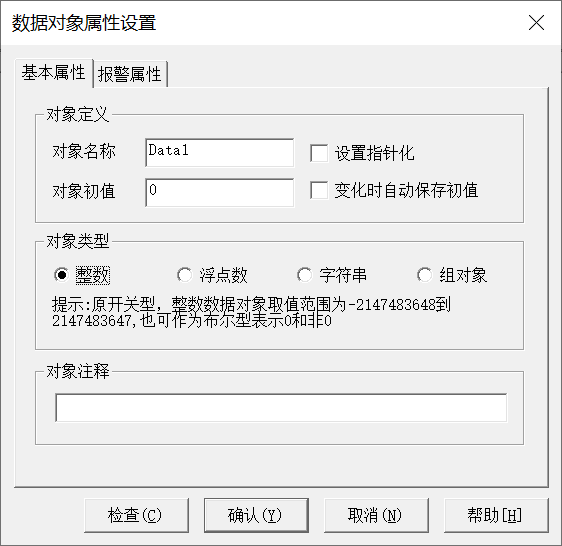 数据对象属性设置
基本属性 报警属性
对象定义
对象名称 Data1 设置指针化
对象初值 0 变化时自动保存初值
对象类型
整数 浮点数 字符串 组对象
提示:原开关型，整数数据对象取值范围为-2147483648到
2147483647,也可作为布尔型表示0和非0
对象注释
检查(C) 确认(Y) 取消(N) 帮助[H]